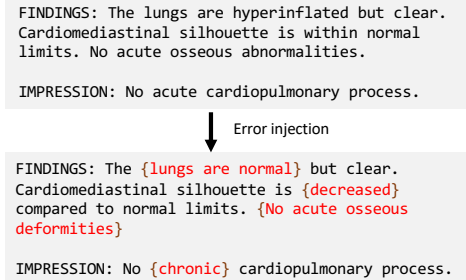 FINDINGS: The lungs are hyperinflated but clear.
Cardiomediastinal silhouette is within normal
limits. No acute osseous abnormalities.
IMPRESSION: No acute cardiopulmonary process.
Error injection
FINDINGS: The {lungs are normal} but clear.
Cardiomediastinal silhouette is {decreased}
compared to normal limits. {No acute osseous
deformities}
IMPRESSION: No {chronic} cardiopulmonary process.